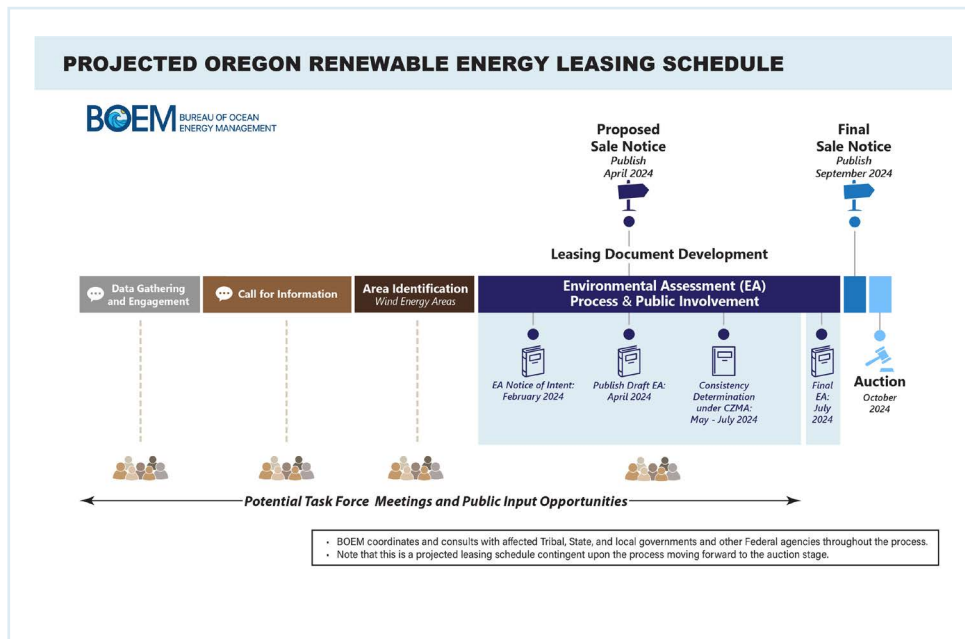 PROJECTED OREGON RENEWABLE ENERGY LEASING SCHEDULE
BOEM
BUREAU OF OCEAN
ENERGY MANAGEMENT
Proposed
Sale Notice
Publish
April 2024
Final
Sale Notice
Publish
September 2024
Leasing Document Development
Data Gathering
and Engagement
Call for Information
Area Identification
Wind Energy Areas
Environmental Assessment (EA)
Process & Public Involvement
EA Notice of Intent:
February 2024
Publish Draft EA:
April 2024
Consistency
Determination
under CZMA:
May - July 2024
Final
EA:
July
2024
Auction
October
2024
Potential Task Force Meetings and Public Input Opportunities
• BOEM coordinates and consults with affected Tribal, State, and local governments and other Federal agencies throughout the process.
• Note that this is a projected leasing schedule contingent upon the process moving forward to the auction stage.